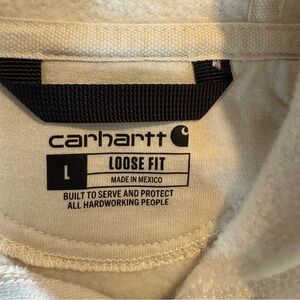 carhartt
L LOOSE FIT
MADE IN MEXICO
BUILT TO SERVE AND PROTECT
ALL HARDWORKING PEOPLE